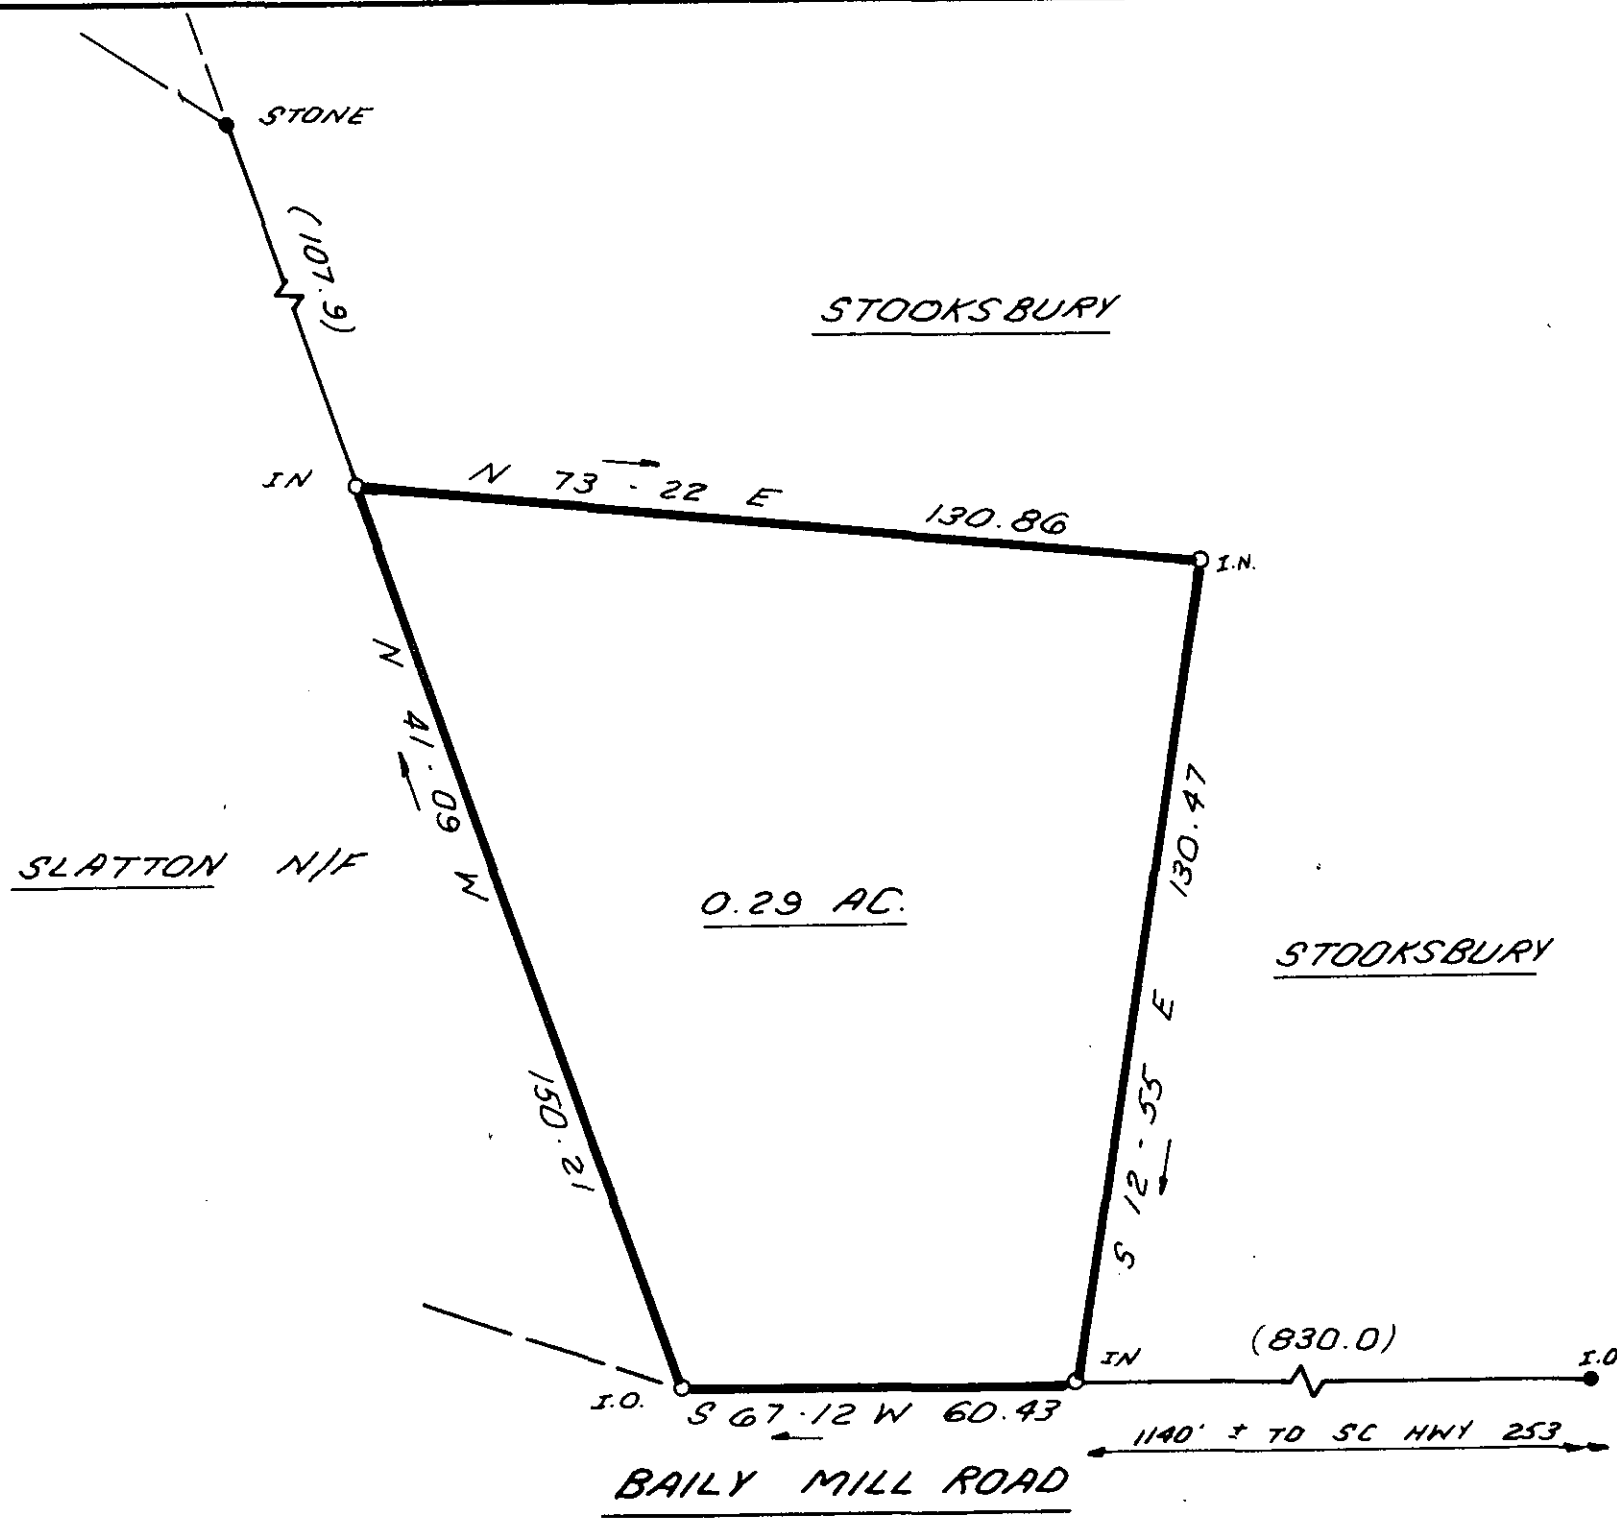 STONE
(107.9)
STOOKSBURY
IN
N 73-22 E 130.86
I.N.
N 41-09 W 150.21
130.47
S 12-55 E
SLATTON N/F
0.29 AC.
STOOKSBURY
(830.0)
IN
I.O
I.O.
S 67-12 W 60.43
1140' ± TO SC HWY 253
BAILY MILL ROAD